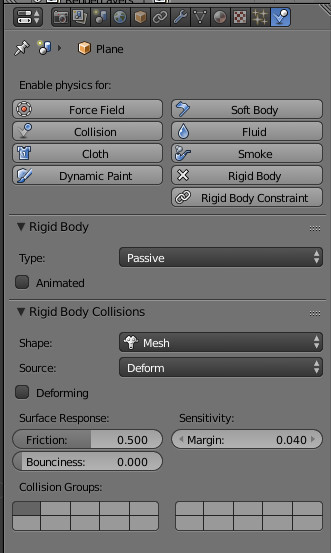 Plane
Enable physics for:
Force Field Soft Body
Collision Fluid
Cloth Smoke
Dynamic Paint Rigid Body
Rigid Body Constraint
Rigid Body
Type: Passive
Animated
Rigid Body Collisions
Shape: Mesh
Source: Deform
Deforming
Surface Response: Sensitivity:
Friction: 0.500 Margin: 0.040
Bounciness: 0.000
Collision Groups: